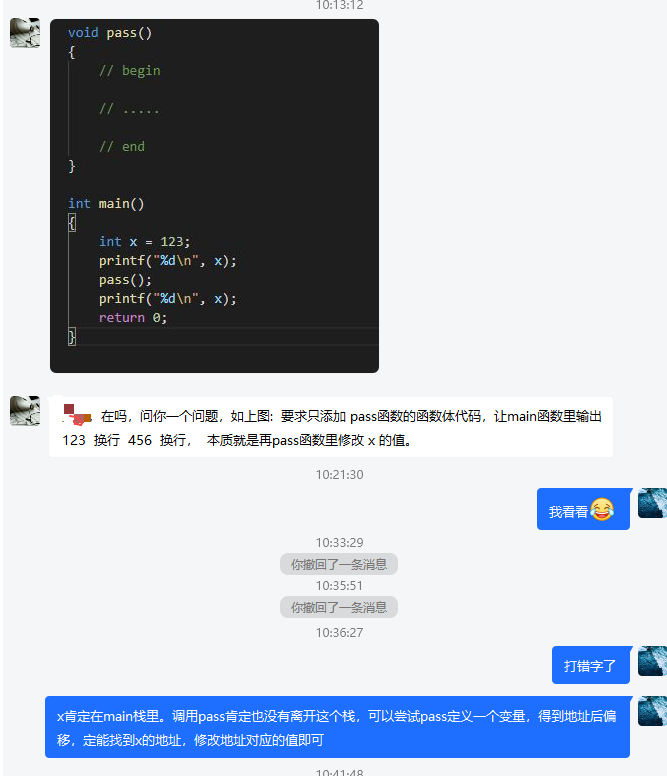 10:13:12
void pass()
{
// begin
// .....
// end
}
int main()
{
int x = 123;
printf("%d\n", x);
pass();
printf("%d\n", x);
return 0;
}
在吗，问你一个问题，如上图: 要求只添加 pass函数的函数体代码，让main函数里输出
123 换行 456 换行， 本质就是再pass函数里修改 x 的值。
10:21:30
我看看
10:33:29
你撤回了一条消息
10:35:51
你撤回了一条消息
10:36:27
打错字了
x肯定在main栈里。调用pass肯定也没有离开这个栈，可以尝试pass定义一个变量，得到地址后偏
移，定能找到x的地址，修改地址对应的值即可
10:41:48